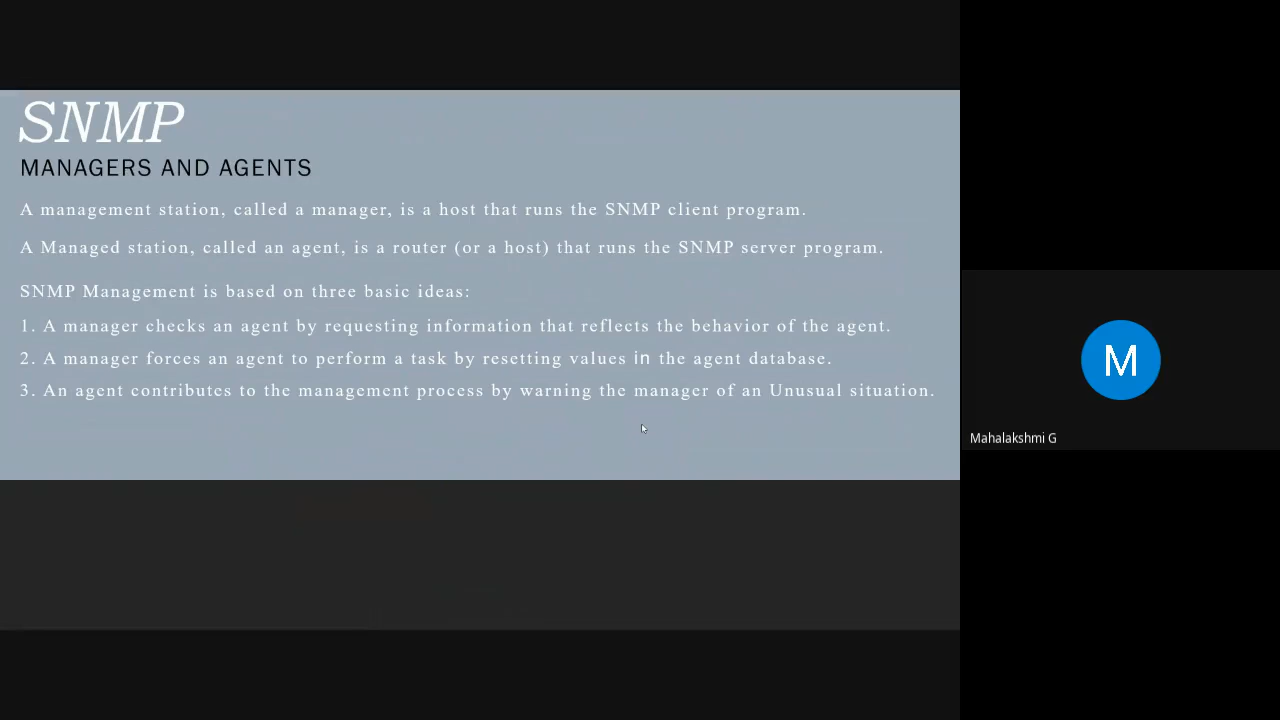 SNMP
MANAGERS AND AGENTS
A management station, called a manager, is a host that runs the SNMP client program.
A Managed station, called an agent, is a router (or a host) that runs the SNMP server program.
SNMP Management is based on three basic ideas:
1. A manager checks an agent by requesting information that reflects the behavior of the agent.
2. A manager forces an agent to perform a task by resetting values in the agent database.
3. An agent contributes to the management process by warning the manager of an Unusual situation.
M
Mahalakshmi G